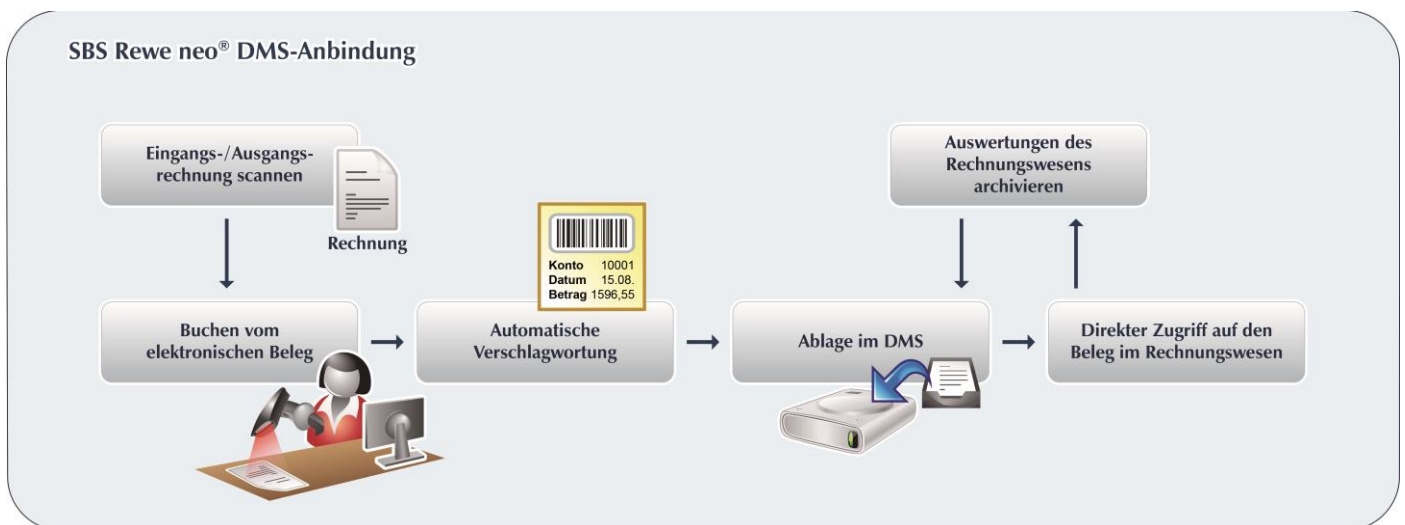 SBS Rewe neo® DMS-Anbindung
Eingangs-/Ausgangs-
rechnung scannen
Rechnung
Buchen vom
elektronischen Beleg
Konto 10001
Datum 15.08.
Betrag 1596,55
Automatische
Verschlagwortung
Ablage im DMS
Auswertungen des
Rechnungswesens
archivieren
Direkter Zugriff auf den
Beleg im Rechnungswesen